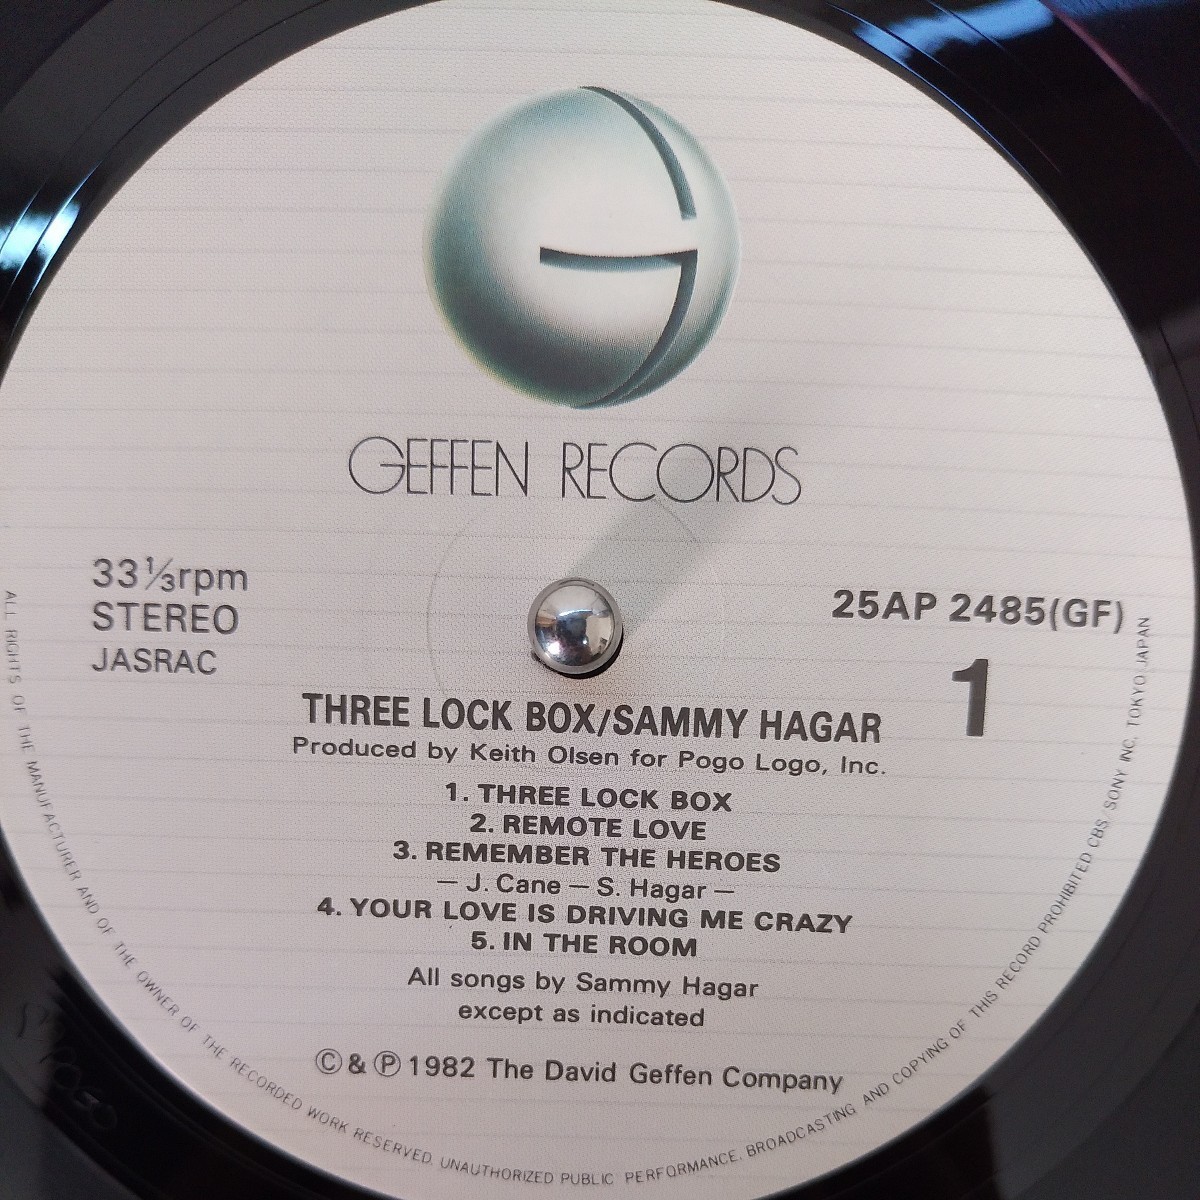 GEFFEN RECORDS
33⅓rpm
STEREO
JASRAC
25AP 2485(GF)
1
THREE LOCK BOX/SAMMY HAGAR
Produced by Keith Olsen for Pogo Logo, Inc.
1. THREE LOCK BOX
2. REMOTE LOVE
3. REMEMBER THE HEROES
— J. Cane — S. Hagar —
4. YOUR LOVE IS DRIVING ME CRAZY
5. IN THE ROOM
All songs by Sammy Hagar
except as indicated
Ⓒ & Ⓟ 1982 The David Geffen Company
ALL RIGHTS OF THE MANUFACTURER AND OF THE OWNER OF THE RECORDED WORK RESERVED. UNAUTHORIZED PUBLIC PERFORMANCE, BROADCASTING AND COPYING OF THIS RECORD PROHIBITED CBS/SONY INC. TOKYO, JAPAN